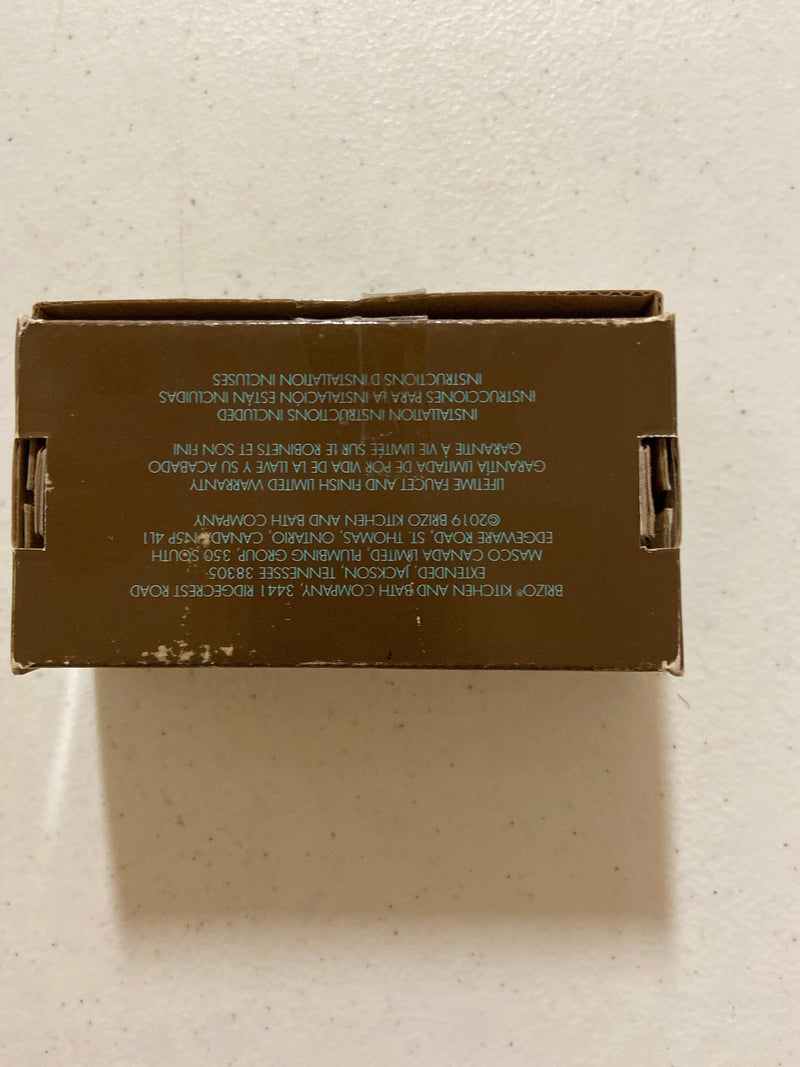 BRIZO® KITCHEN AND BATH COMPANY, 3441 RIDGECREST ROAD
EXTENDED, JACKSON, TENNESSEE 38305
MASCO CANADA LIMITED, PLUMBING GROUP, 350 SOUTH
EDGEWARE ROAD, ST. THOMAS, ONTARIO, CANADA N5P 4L1
©2019 BRIZO KITCHEN AND BATH COMPANY
LIFETIME FAUCET AND FINISH LIMITED WARRANTY
GARANTÍA LIMITADA DE POR VIDA DE LA LLAVE Y SU ACABADO
GARANTIE À VIE LIMITÉE SUR LE ROBINETS ET SON FINI
INSTALLATION INSTRUCTIONS INCLUDED
INSTRUCCIONES PARA LA INSTALACIÓN ESTÁN INCLUIDAS
INSTRUCTIONS D'INSTALLATION INCLUSES